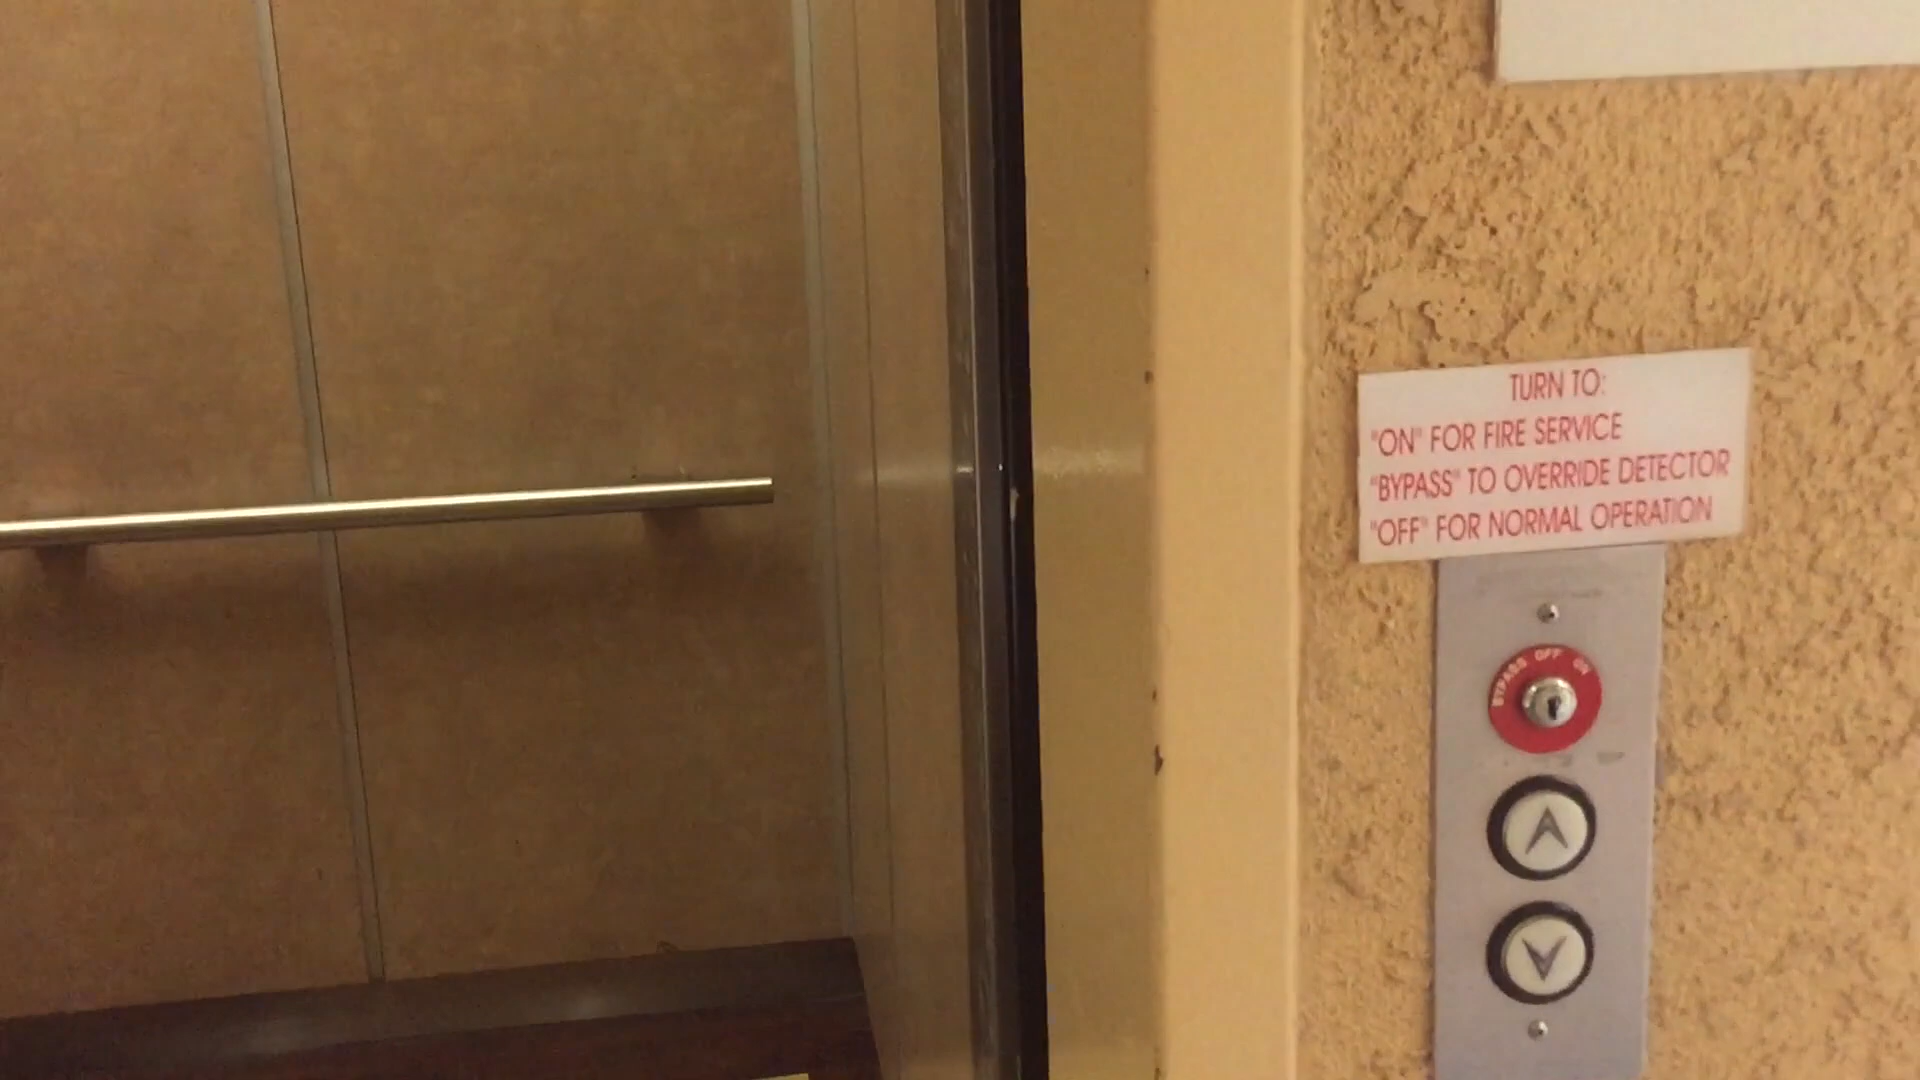 TURN TO:
"ON" FOR FIRE SERVICE
"BYPASS" TO OVERRIDE DETECTOR
"OFF" FOR NORMAL OPERATION
BYPASS OFF ON